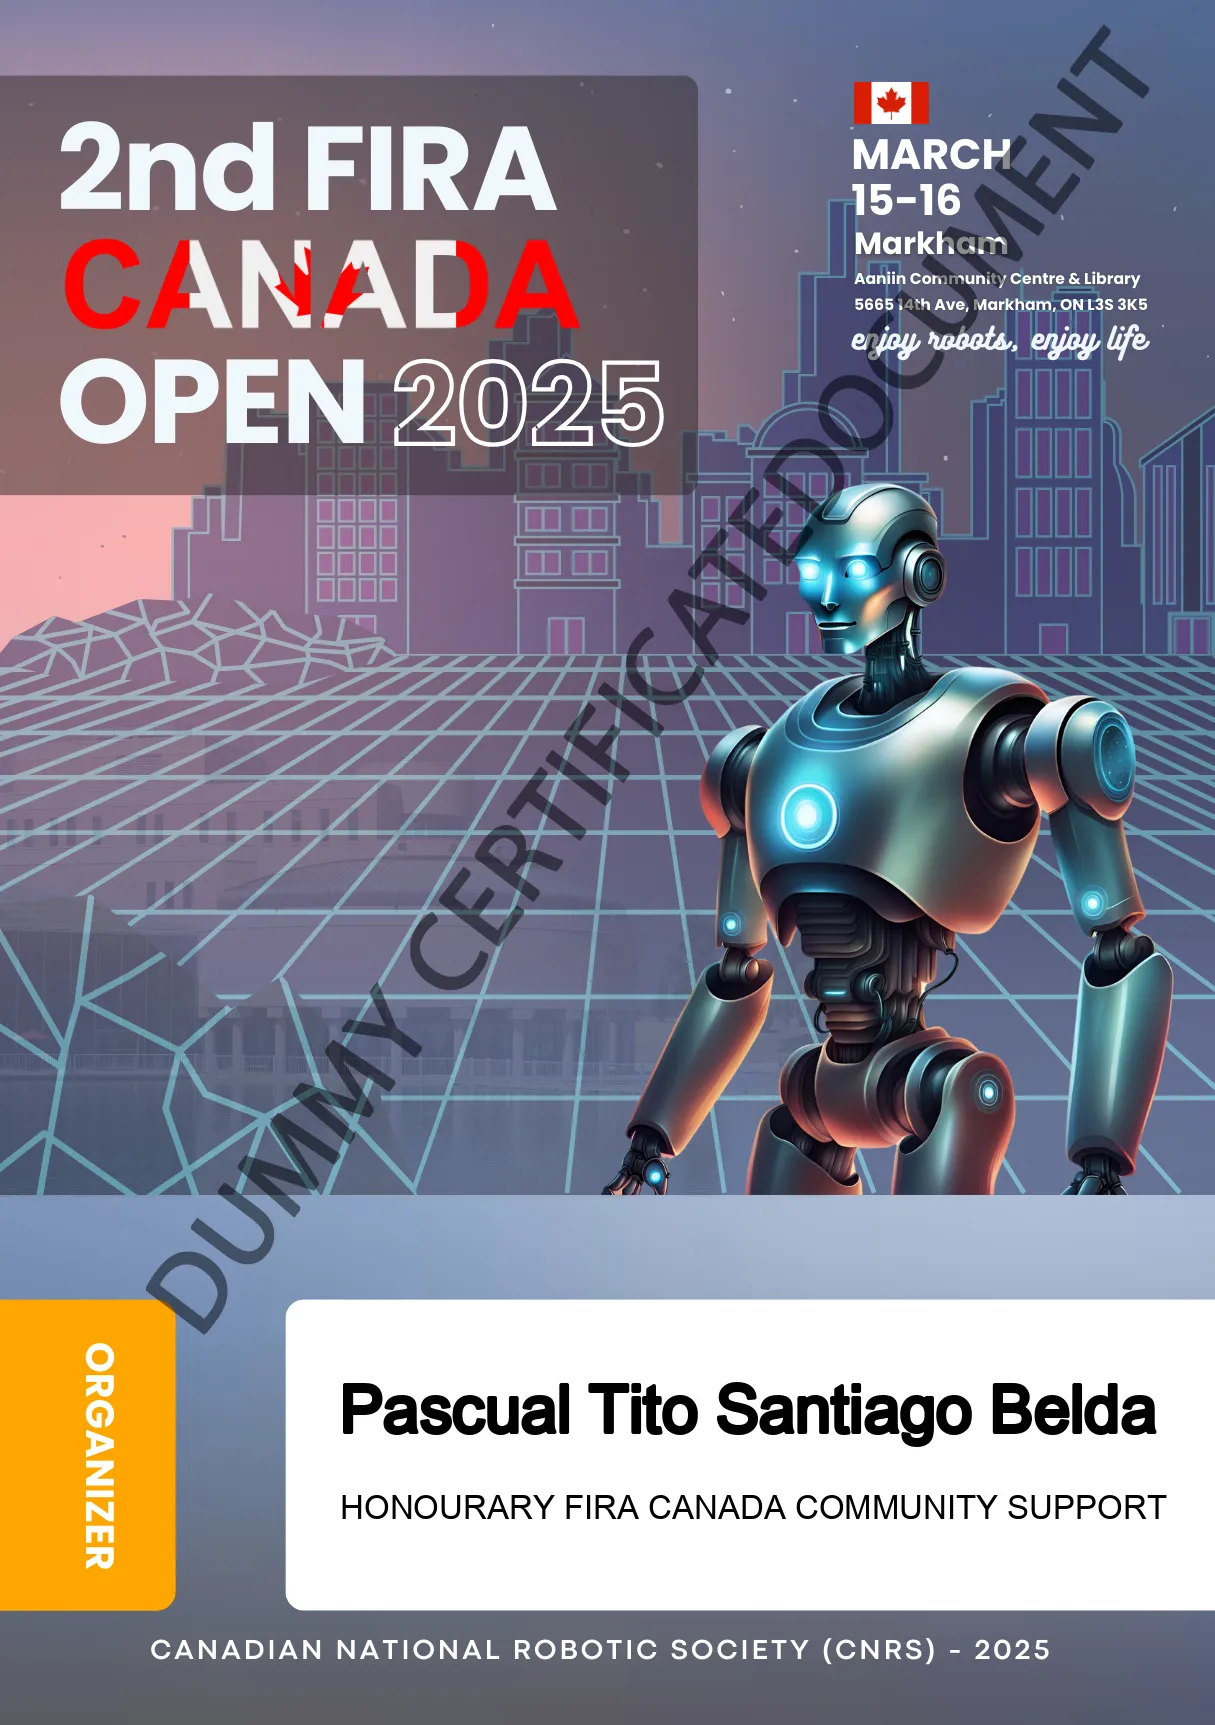 2nd FIRA
CANADA
OPEN 2025
MARCH
15-16
Markham
Aaniin Community Centre & Library
5665 14th Ave, Markham, ON L3S 3K5
enjoy robots, enjoy life
DUMMY CERTIFICATEDOCUMENT
ORGANIZER
Pascual Tito Santiago Belda
HONOURARY FIRA CANADA COMMUNITY SUPPORT
CANADIAN NATIONAL ROBOTIC SOCIETY (CNRS) - 2025